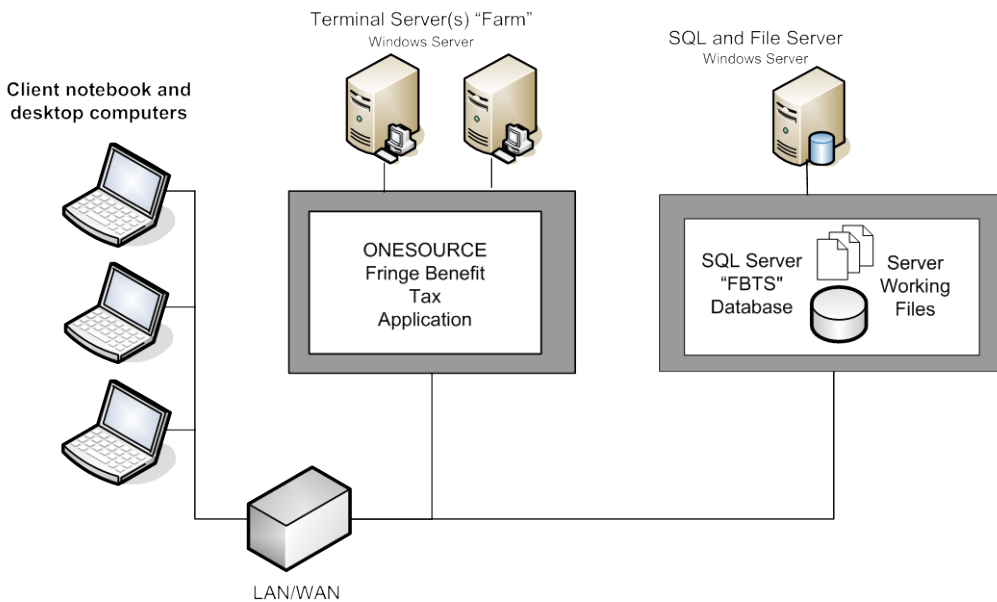 Terminal Server(s) “Farm”
Windows Server
SQL and File Server
Windows Server
Client notebook and
desktop computers
ONESOURCE
Fringe Benefit
Tax
Application
SQL Server
“FBTS"
Database
Server
Working
Files
LAN/WAN